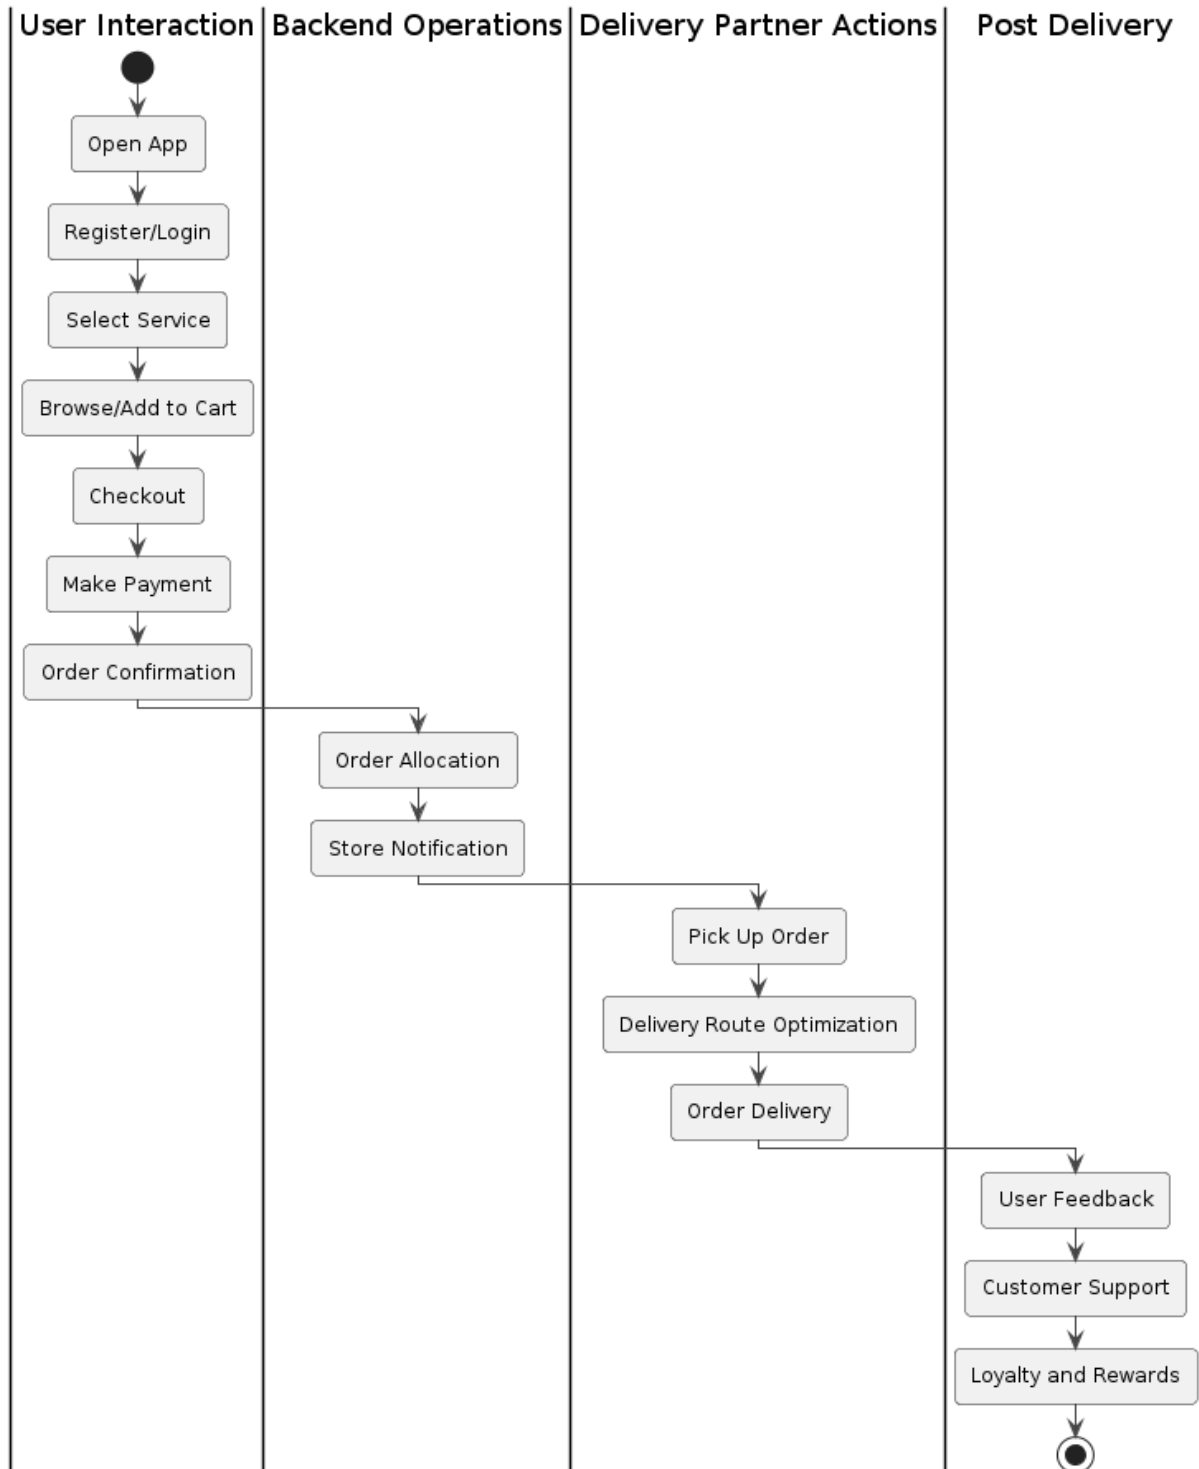 User Interaction
Backend Operations
Delivery Partner Actions
Post Delivery
Open App
Register/Login
Select Service
Browse/Add to Cart
Checkout
Make Payment
Order Confirmation
Order Allocation
Store Notification
Pick Up Order
Delivery Route Optimization
Order Delivery
User Feedback
Customer Support
Loyalty and Rewards